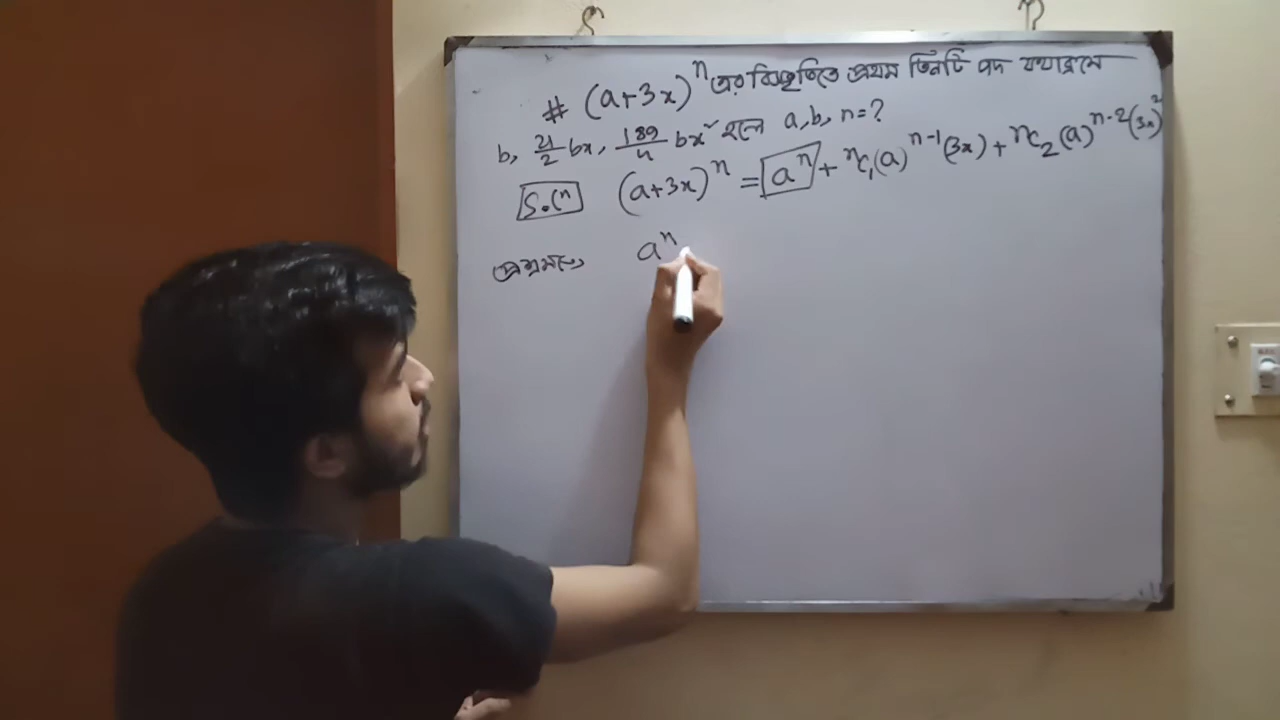 # (a+3x)ⁿ এর বিস্তৃতিতে প্রথম তিনটি পদ যথাক্রমে
b, 21/2 bx, 189/4 bx² হলে a, b, n=?
Solⁿ (a+3x)ⁿ = aⁿ + ⁿC₁(a)ⁿ⁻¹(3x) + ⁿC₂(a)ⁿ⁻²(3x)²
প্রশ্নমতে, aⁿ